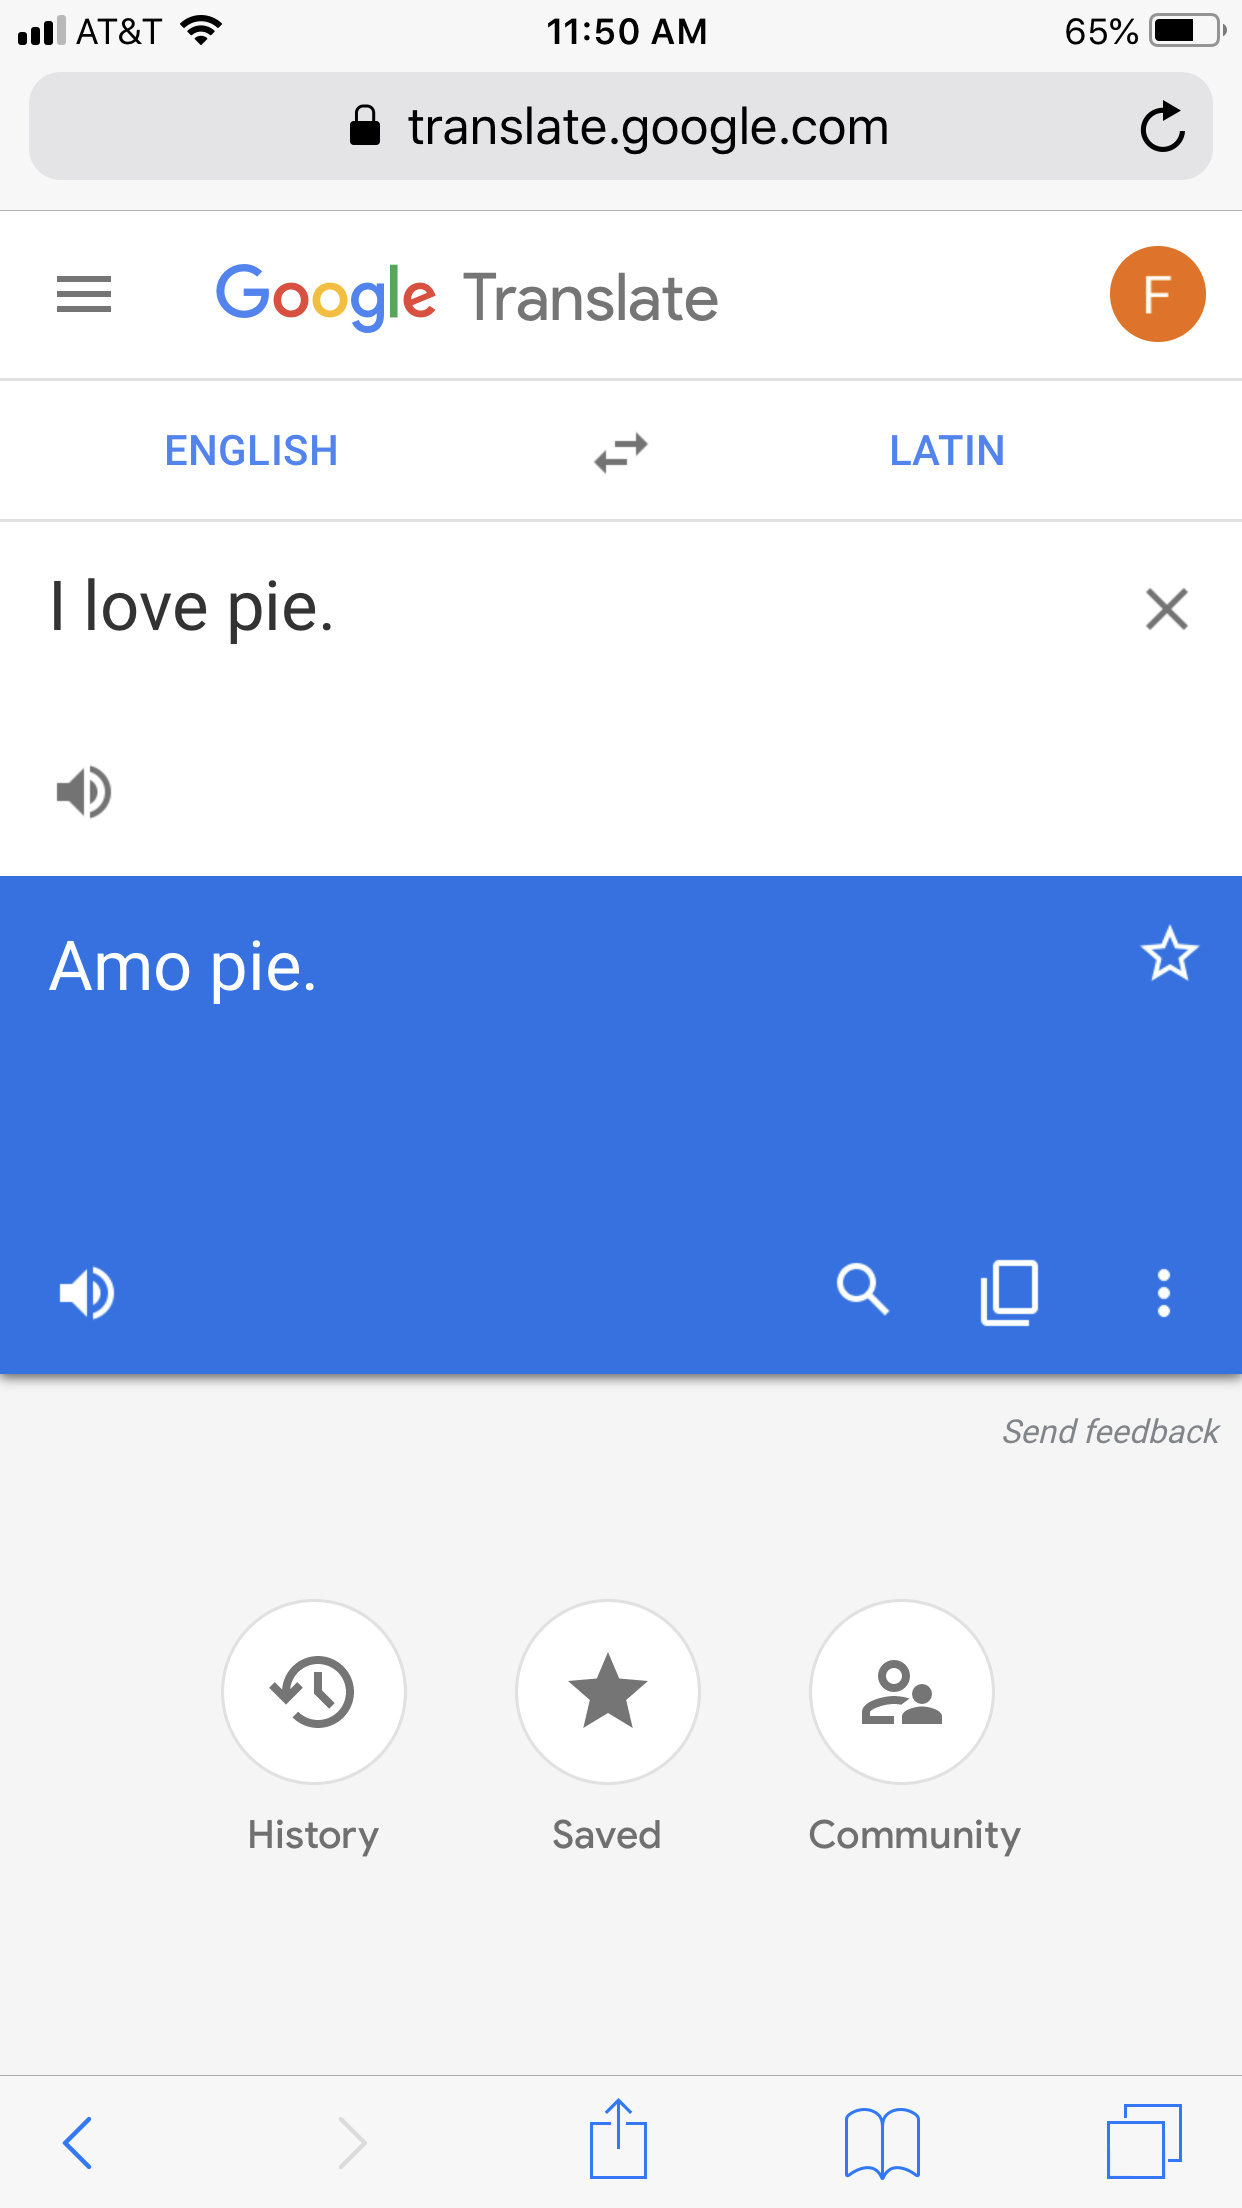 AT&T 11:50 AM 65%
translate.google.com
Google Translate F
ENGLISH LATIN
I love pie.
Amo pie.
Send feedback
History Saved Community